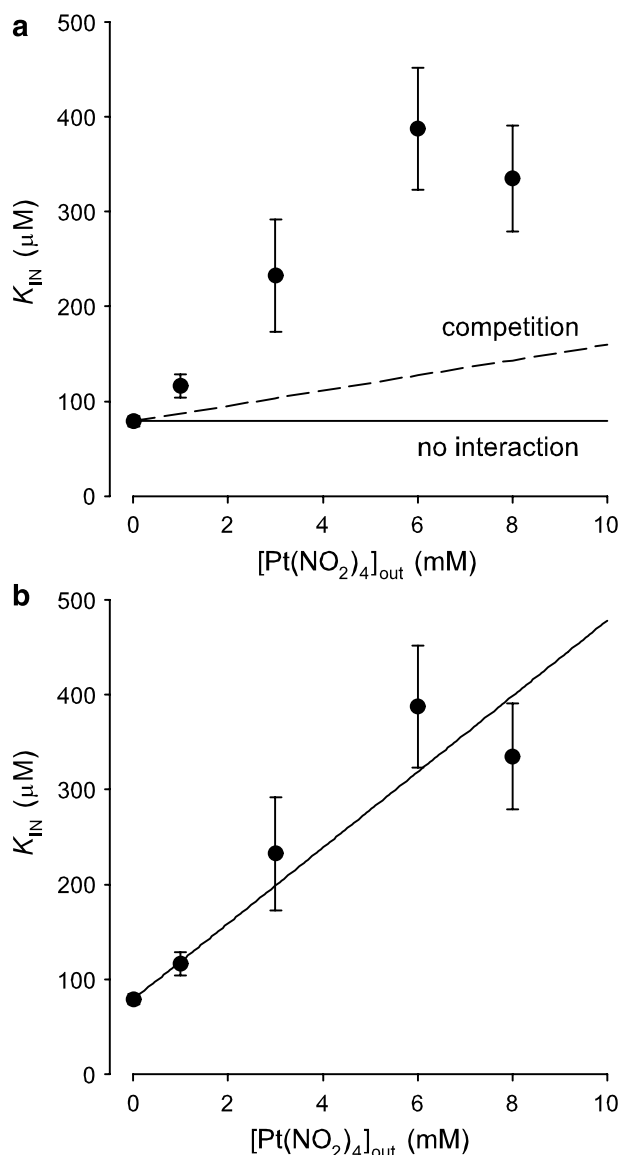 a
500
400
300
200
100
0
K_IN (μM)
competition
no interaction
0 2 4 6 8 10
[Pt(NO₂)₄]out (mM)
b
500
400
300
200
100
0
K_IN (μM)
0 2 4 6 8 10
[Pt(NO₂)₄]out (mM)